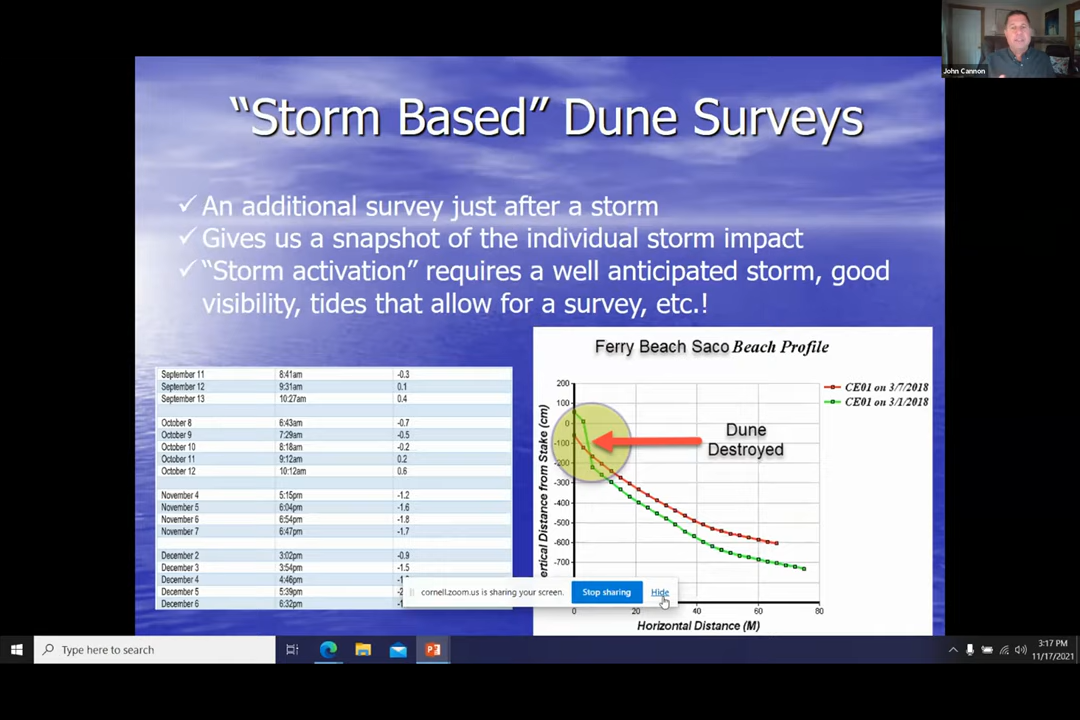 John Cannon
“Storm Based” Dune Surveys
✓ An additional survey just after a storm
✓ Gives us a snapshot of the individual storm impact
✓ “Storm activation” requires a well anticipated storm, good
visibility, tides that allow for a survey, etc.!
September 11 8:41am -0.3
September 12 9:31am 0.1
September 13 10:27am 0.4
October 8 6:43am -0.7
October 9 7:29am -0.5
October 10 8:18am -0.2
October 11 9:12am 0.2
October 12 10:12am 0.6
November 4 5:15pm -1.2
November 5 6:04pm -1.6
November 6 6:54pm -1.8
November 7 6:47pm -1.7
December 2 3:02pm -0.9
December 3 3:54pm -1.5
December 4 4:46pm
December 5 5:39pm
December 6 6:32pm
Ferry Beach Saco Beach Profile
CE01 on 3/7/2018
CE01 on 3/1/2018
Dune
Destroyed
200
100
0
-100
-200
-300
-400
-500
-600
-700
Distance from Stake (cm)
0 20 40 60 80
Horizontal Distance (M)
cornell.zoom.us is sharing your screen. Stop sharing Hide
Type here to search
3:17 PM
11/17/2021